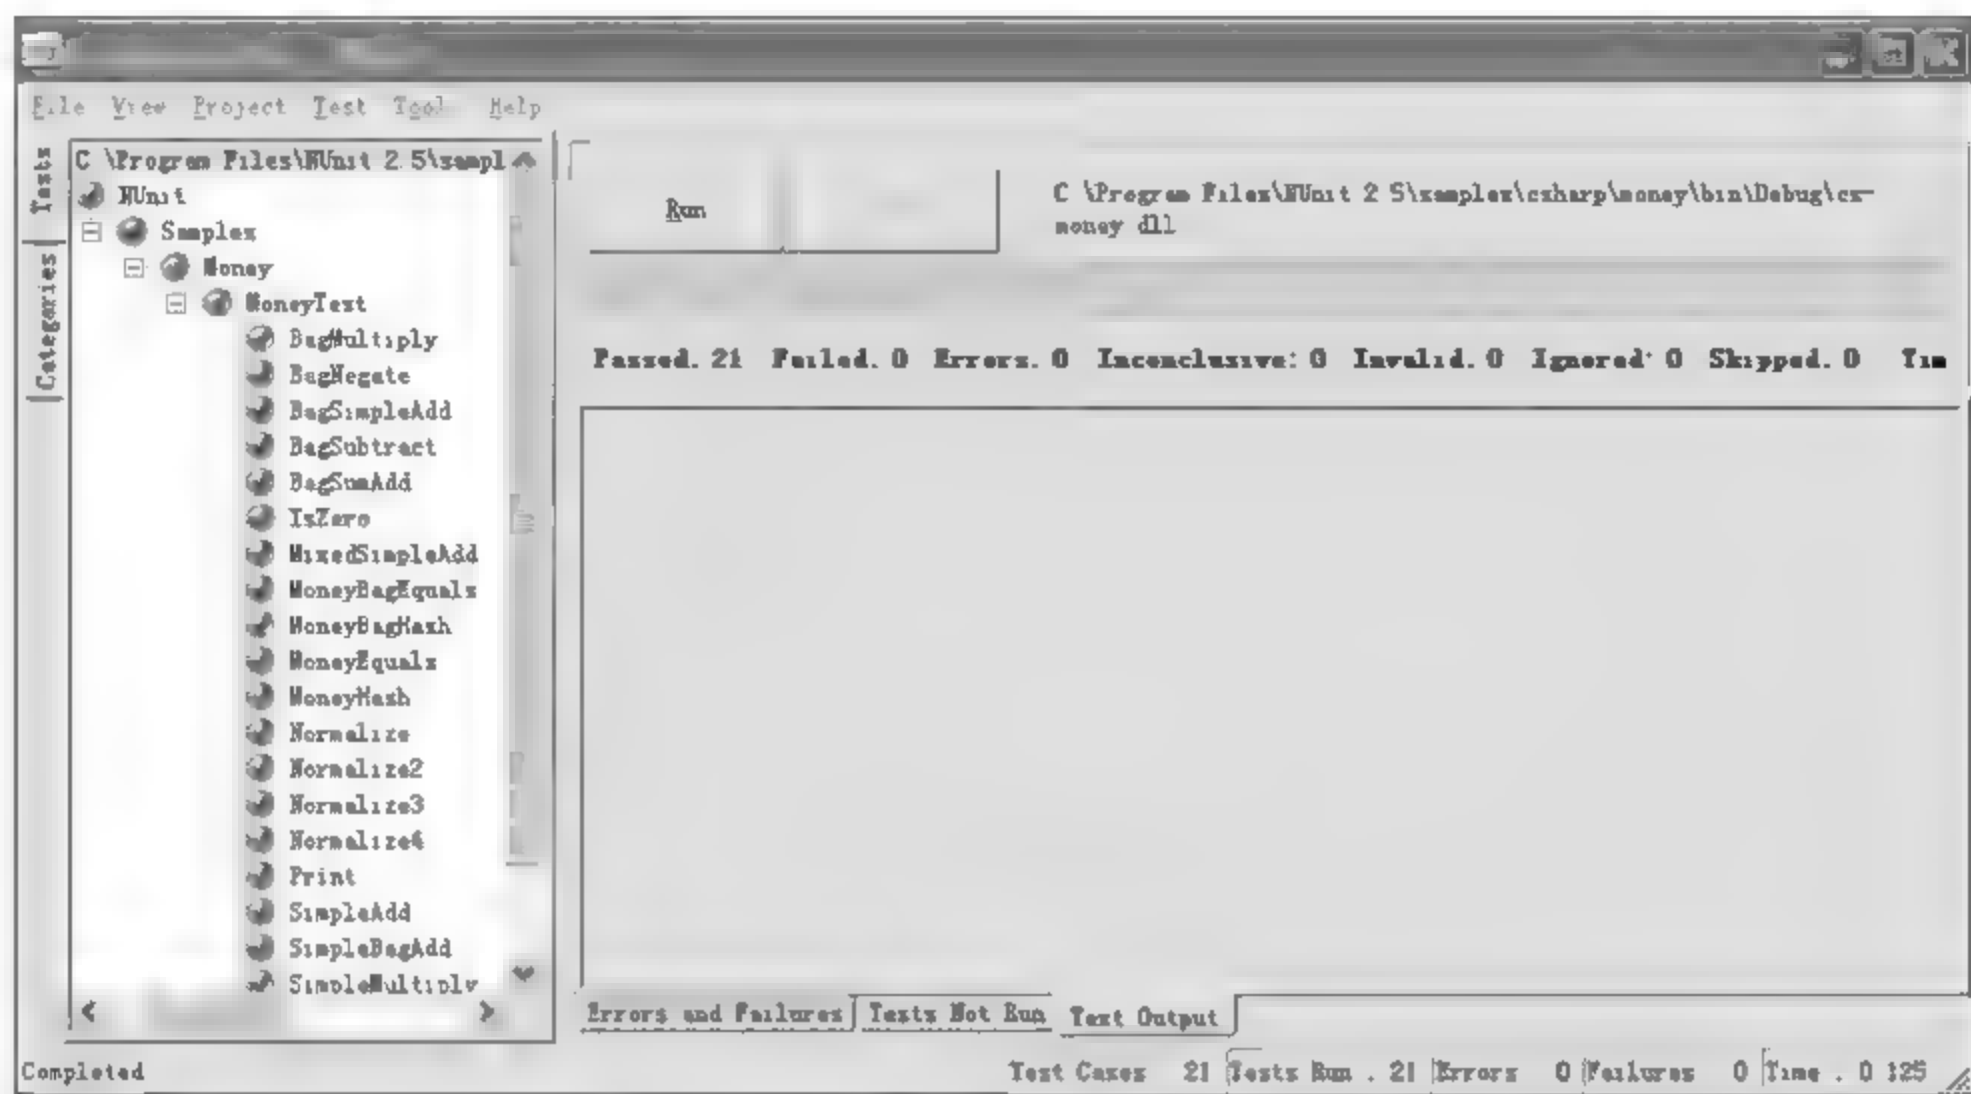 File View Project Test Tool Help
Tests
Categories
C \Program Files\NUnit 2 5\sampl
NUnit
Samples
Money
MoneyTest
BagMultiply
BagNegate
BagSimpleAdd
BagSubtract
BagSumAdd
IsZero
MixedSimpleAdd
MoneyBagEquals
MoneyBagHash
MoneyEquals
MoneyHash
Normalize
Normalize2
Normalize3
Normalize4
Print
SimpleAdd
SimpleBagAdd
SimpleMultiply
Run
C \Program Files\NUnit 2 5\samples\csharp\money\bin\Debug\cs-
money dll
Passed. 21 Failed. 0 Errors. 0 Inconclusive: 0 Invalid. 0 Ignored: 0 Skipped. 0 Tim
Errors and Failures Tests Not Run Text Output
Completed
Test Cases 21 Tests Run . 21 Errors 0 Failures 0 Time . 0 125